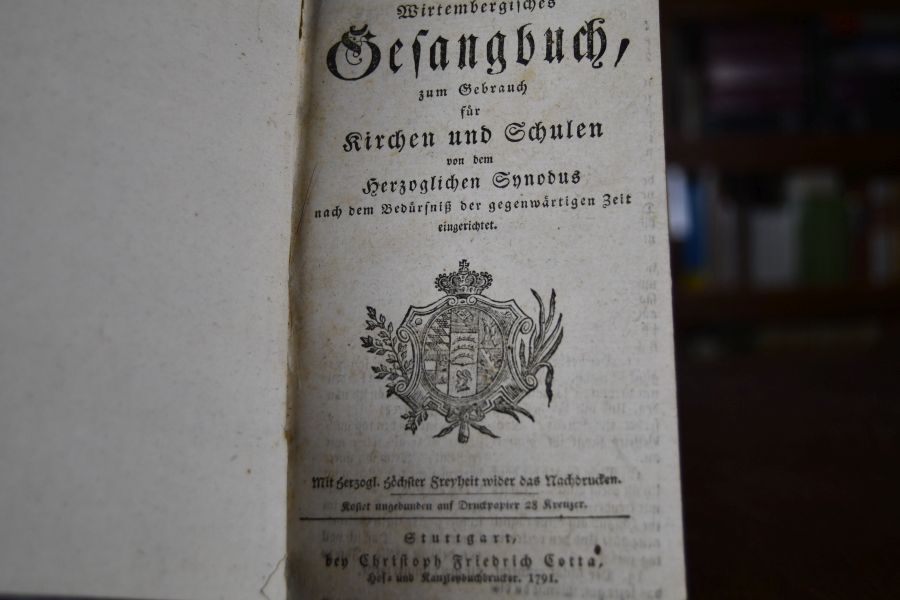 Wirtembergisches
Gesangbuch,
zum Gebrauch
für
Kirchen und Schulen
von dem
Herzoglichen Synodus
nach dem Bedürfniß der gegenwärtigen Zeit
eingerichtet.
Mit Herzogl. Höchster Freyheit wider das Nachdrucken.
Kostet ungebunden auf Druckpapier 28 Kreuzer.
Stuttgart,
bey Christoph Friedrich Cotta,
Hof- und Kanzleybuchdrucker. 1791.